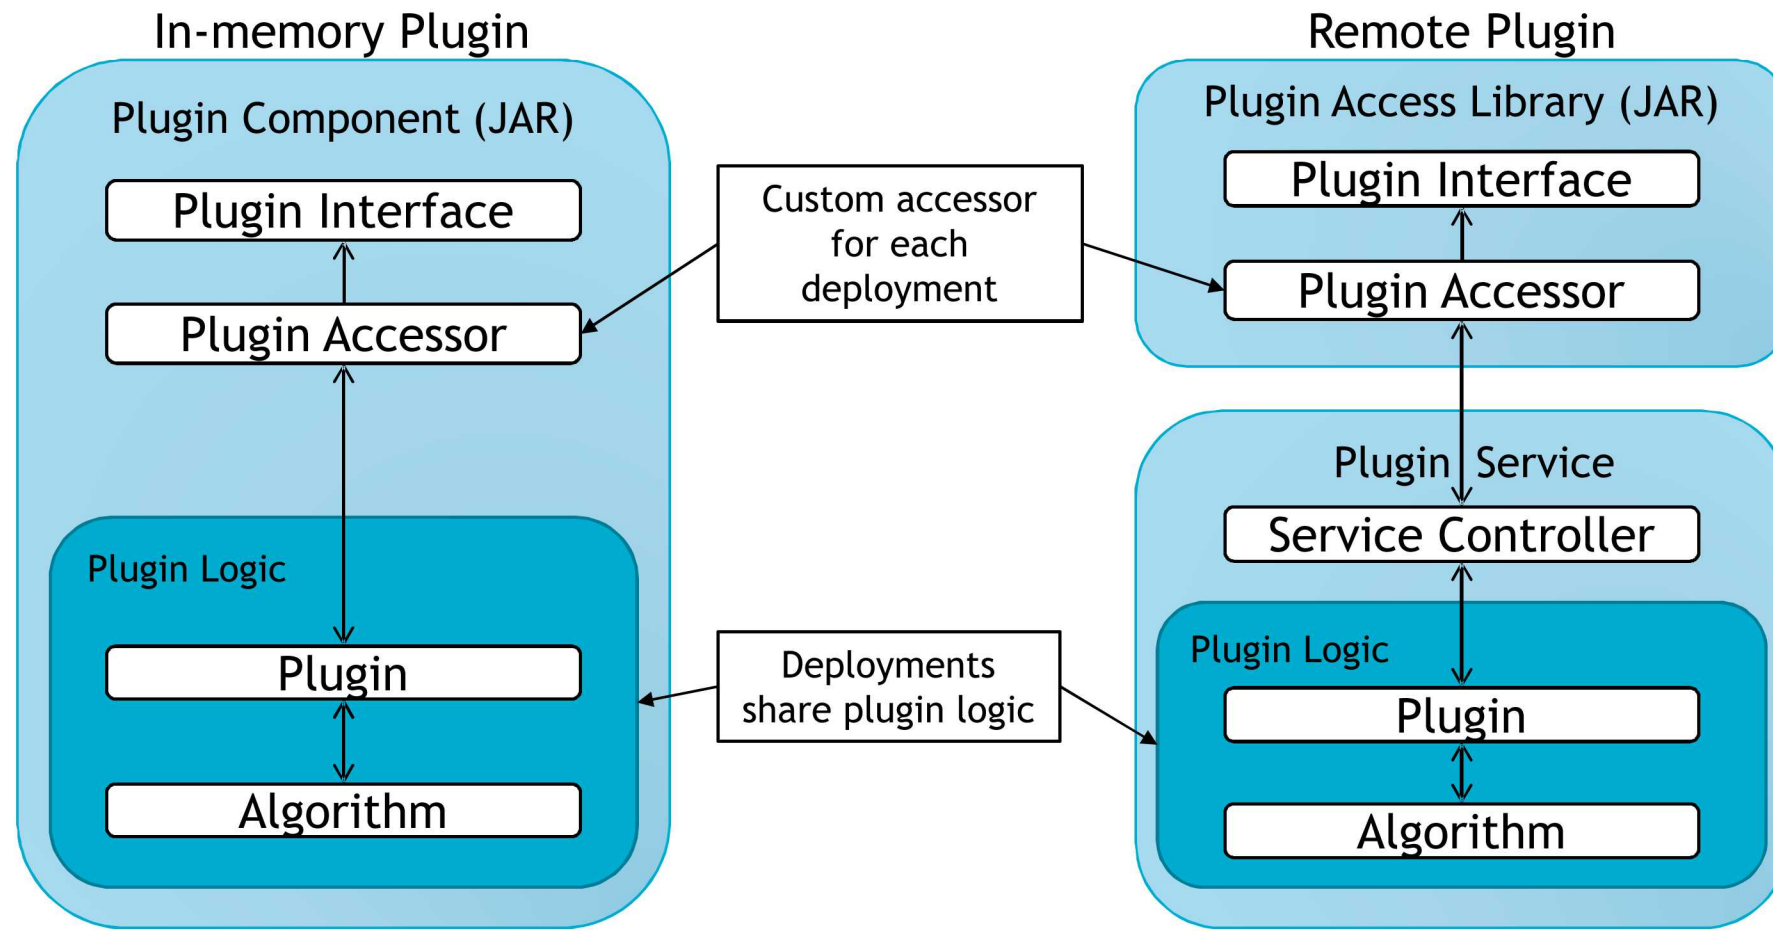 In-memory Plugin
Plugin Component (JAR)
Plugin Interface
Plugin Accessor
Plugin Logic
Plugin
Algorithm
Custom accessor
for each
deployment
Deployments
share plugin logic
Remote Plugin
Plugin Access Library (JAR)
Plugin Interface
Plugin Accessor
Plugin Service
Service Controller
Plugin Logic
Plugin
Algorithm